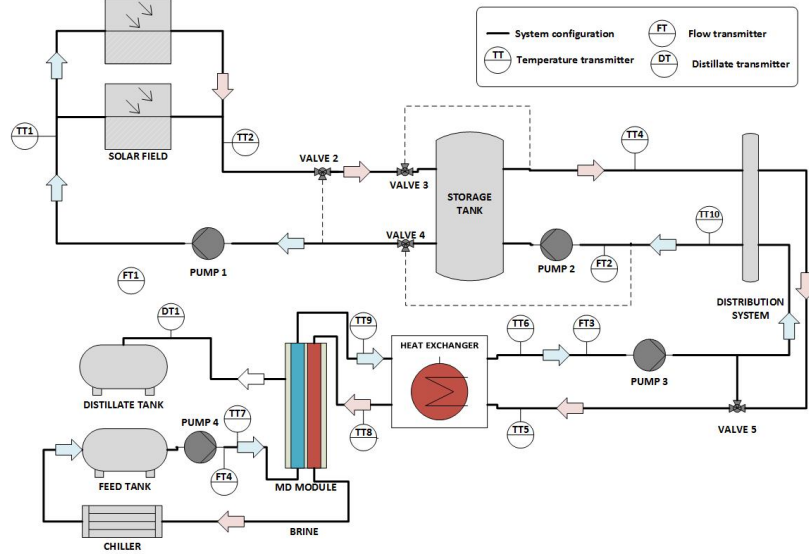 System configuration
FT
Flow transmitter
TT
Temperature transmitter
DT
Distillate transmitter
TT1
TT2
SOLAR FIELD
VALVE 2
VALVE 3
TT4
STORAGE
TANK
VALVE 4
TT10
PUMP 1
PUMP 2
FT2
FT1
DISTRIBUTION
SYSTEM
DT1
TT9
HEAT EXCHANGER
TT6
FT3
PUMP 3
DISTILLATE TANK
TT8
TT5
VALVE 5
PUMP 4
TT7
FT4
FEED TANK
MD MODULE
BRINE
CHILLER